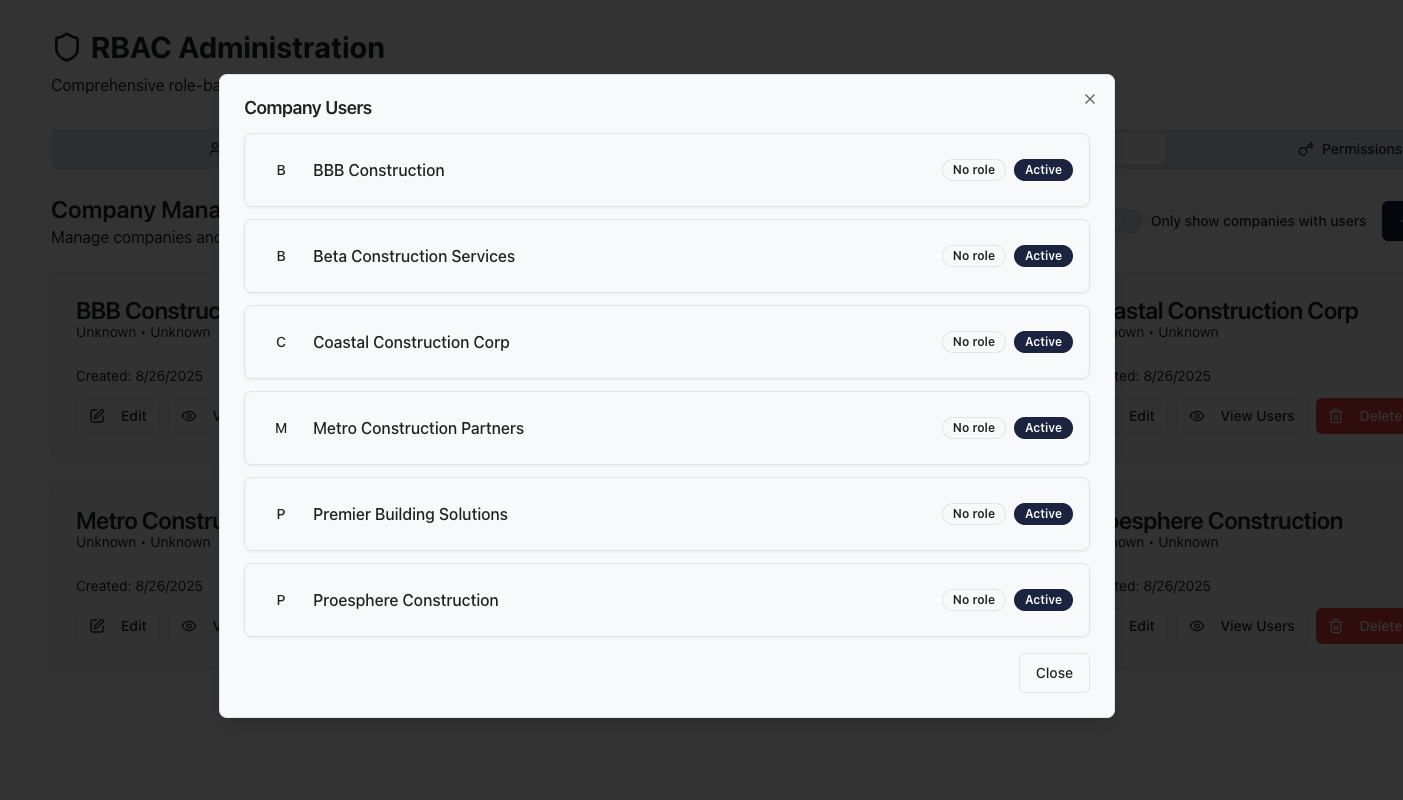 RBAC Administration
Comprehensive role-ba
Permissions
Company Mana
Manage companies and
Only show companies with users
BBB Construc
Unknown • Unknown
Created: 8/26/2025
Edit
astal Construction Corp
own • Unknown
ted: 8/26/2025
Edit
View Users
Delete
Metro Constru
Unknown • Unknown
Created: 8/26/2025
Edit
oesphere Construction
own • Unknown
ted: 8/26/2025
Edit
View Users
Delete
Company Users
B BBB Construction No role Active
B Beta Construction Services No role Active
C Coastal Construction Corp No role Active
M Metro Construction Partners No role Active
P Premier Building Solutions No role Active
P Proesphere Construction No role Active
Close